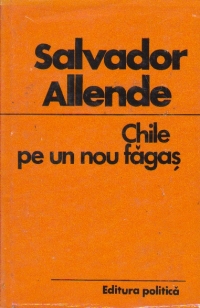 Salvador
Allende
Chile
pe un nou făgaș
Editura politică